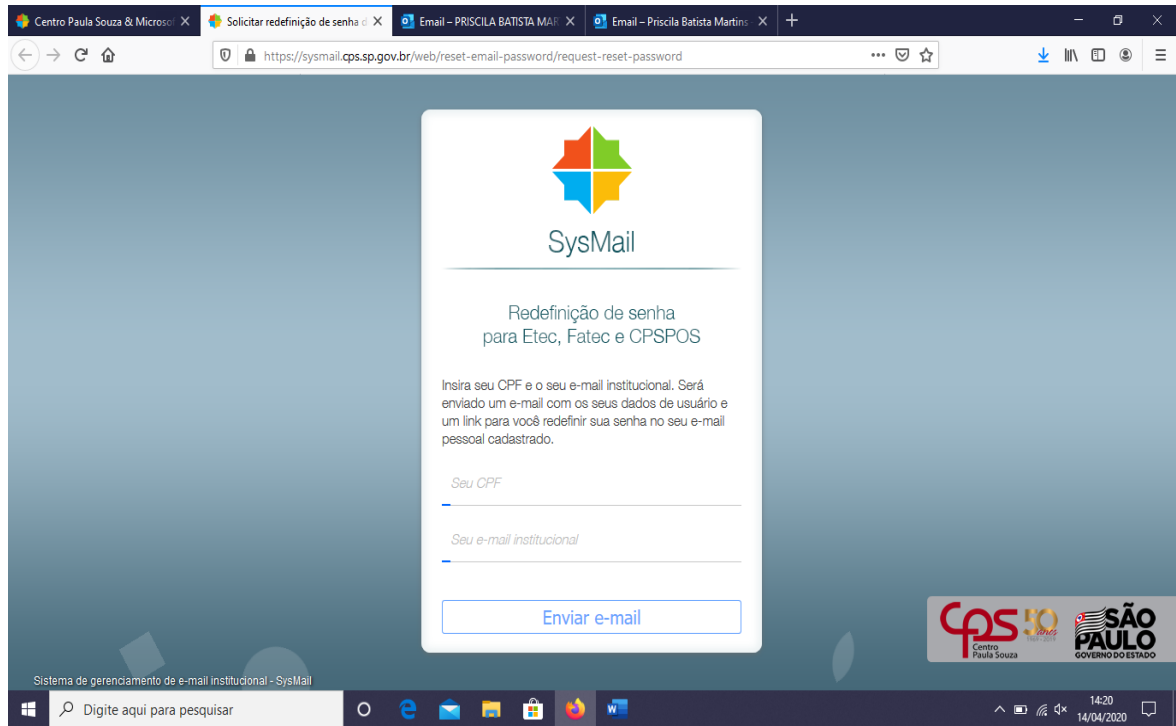 Centro Paula Souza & Microsof
Solicitar redefinição de senha d
Email – PRISCILA BATISTA MAR
Email – Priscila Batista Martins -
https://sysmail.cps.sp.gov.br/web/reset-email-password/request-reset-password
SysMail
Redefinição de senha
para Etec, Fatec e CPSPOS
Insira seu CPF e o seu e-mail institucional. Será
enviado um e-mail com os seus dados de usuário e
um link para você redefinir sua senha no seu e-mail
pessoal cadastrado.
Seu CPF
Seu e-mail institucional
Enviar e-mail
cps
Centro
Paula Souza
50
anos
1969 - 2019
SÃO
PAULO
GOVERNO DO ESTADO
Sistema de gerenciamento de e-mail institucional - SysMail
Digite aqui para pesquisar
14:20
14/04/2020